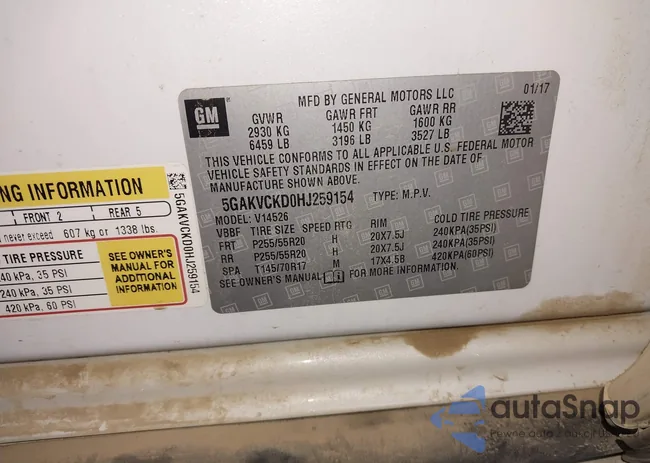 MFD BY GENERAL MOTORS LLC
01/17
GM
GVWR GAWR FRT GAWR RR
2930 KG 1450 KG 1600 KG
6459 LB 3196 LB 3527 LB
THIS VEHICLE CONFORMS TO ALL APPLICABLE U.S. FEDERAL MOTOR
VEHICLE SAFETY STANDARDS IN EFFECT ON THE DATE OF
MANUFACTURE SHOWN ABOVE.
5GAKVCKD0HJ259154 TYPE: M.P.V.
MODEL: V14526
VBBF TIRE SIZE SPEED RTG RIM COLD TIRE PRESSURE
FRT P255/55R20 H 20X7.5J 240KPA(35PSI)
RR P255/55R20 H 20X7.5J 240KPA(35PSI)
SPA T145/70R17 M 17X4.5B 420KPA(60PSI)
SEE OWNER'S MANUAL
NG INFORMATION
FRONT 2 REAR 5
never exceed 607 kg or 1338 lbs.
TIRE PRESSURE
40 KPA, 35 PSI
240 KPA, 35 PSI
420 KPA, 60 PSI
SEE OWNER'S
MANUAL FOR
ADDITIONAL
INFORMATION
5GAKVCKD0HJ259154
autaSnap